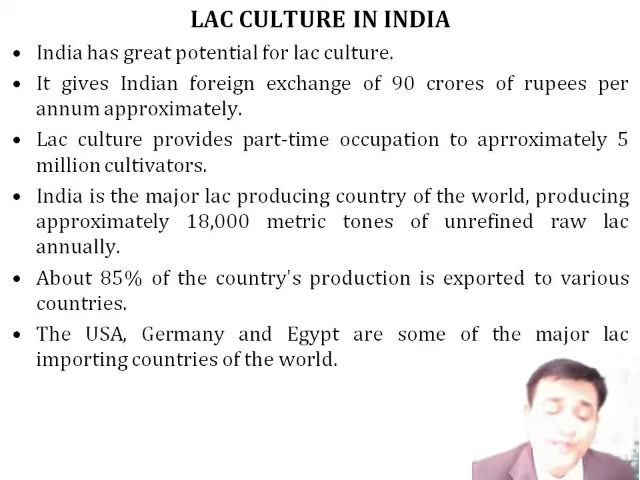 LAC CULTURE IN INDIA
• India has great potential for lac culture.
• It gives Indian foreign exchange of 90 crores of rupees per
annum approximately.
• Lac culture provides part-time occupation to aprroximately 5
million cultivators.
• India is the major lac producing country of the world, producing
approximately 18,000 metric tones of unrefined raw lac
annually.
• About 85% of the country's production is exported to various
countries.
• The USA, Germany and Egypt are some of the major lac
importing countries of the world.